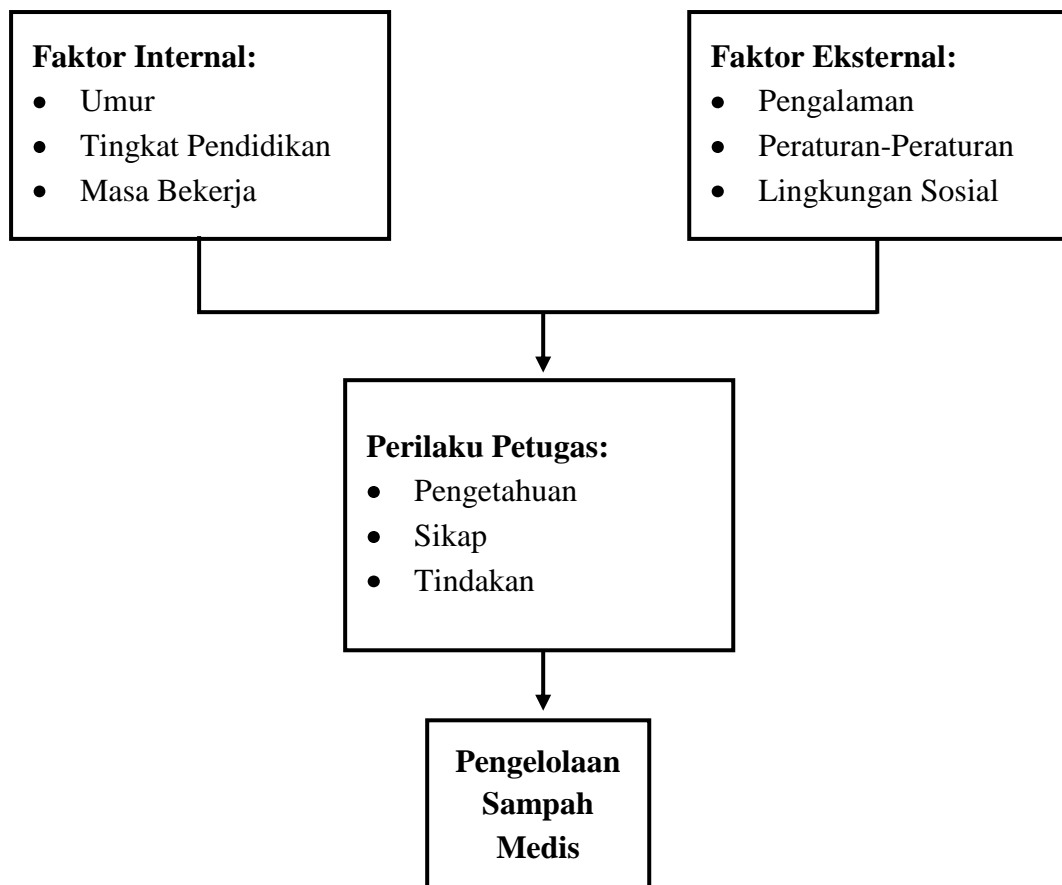 Faktor Internal:
• Umur
• Tingkat Pendidikan
• Masa Bekerja
Faktor Eksternal:
• Pengalaman
• Peraturan-Peraturan
• Lingkungan Sosial
Perilaku Petugas:
• Pengetahuan
• Sikap
• Tindakan
Pengelolaan
Sampah
Medis